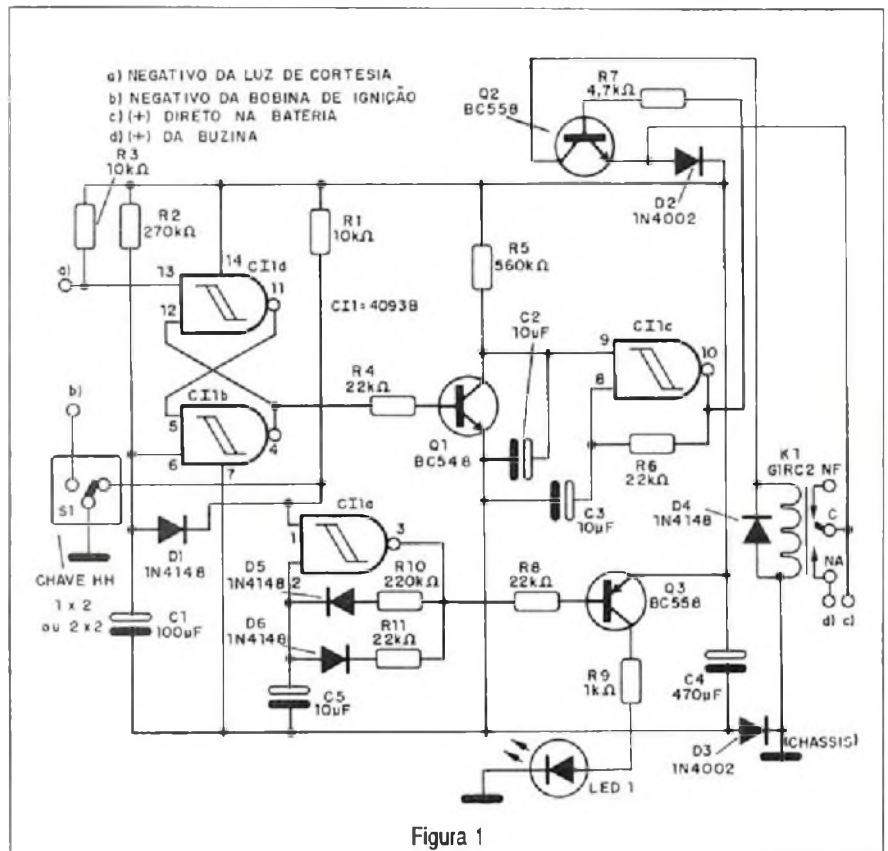 a) NEGATIVO DA LUZ DE CORTESIA
b) NEGATIVO DA BOBINA DE IGNIÇÃO
c) (+) DIRETO NA BATERIA
d) (+) DA BUZINA
R3
10kΩ
R2
270kΩ
R1
10kΩ
a)
13
12
14
11
CI1d
CI1=4093B
R5
560kΩ
Q2
BC558
R7
4,7kΩ
D2
1N4002
C2
10µF
CI1c
9
8
10
CI1b
5
6
7
4
R4
22kΩ
Q1
BC548
R6
22kΩ
C3
10µF
b)
S1
CHAVE HH
1 x 2
ou 2 x 2
D1
1N4148
C1
100µF
CI1a
1
2
3
D5
1N4148
R10
220kΩ
D6
1N4148
R11
22kΩ
C5
10µF
R8
22kΩ
Q3
BC558
R9
1kΩ
LED 1
C4
470µF
D3
1N4002
(CHASSIS)
D4
1N4148
K1
G1RC2
NF
C
NA
d)
c)
Figura 1